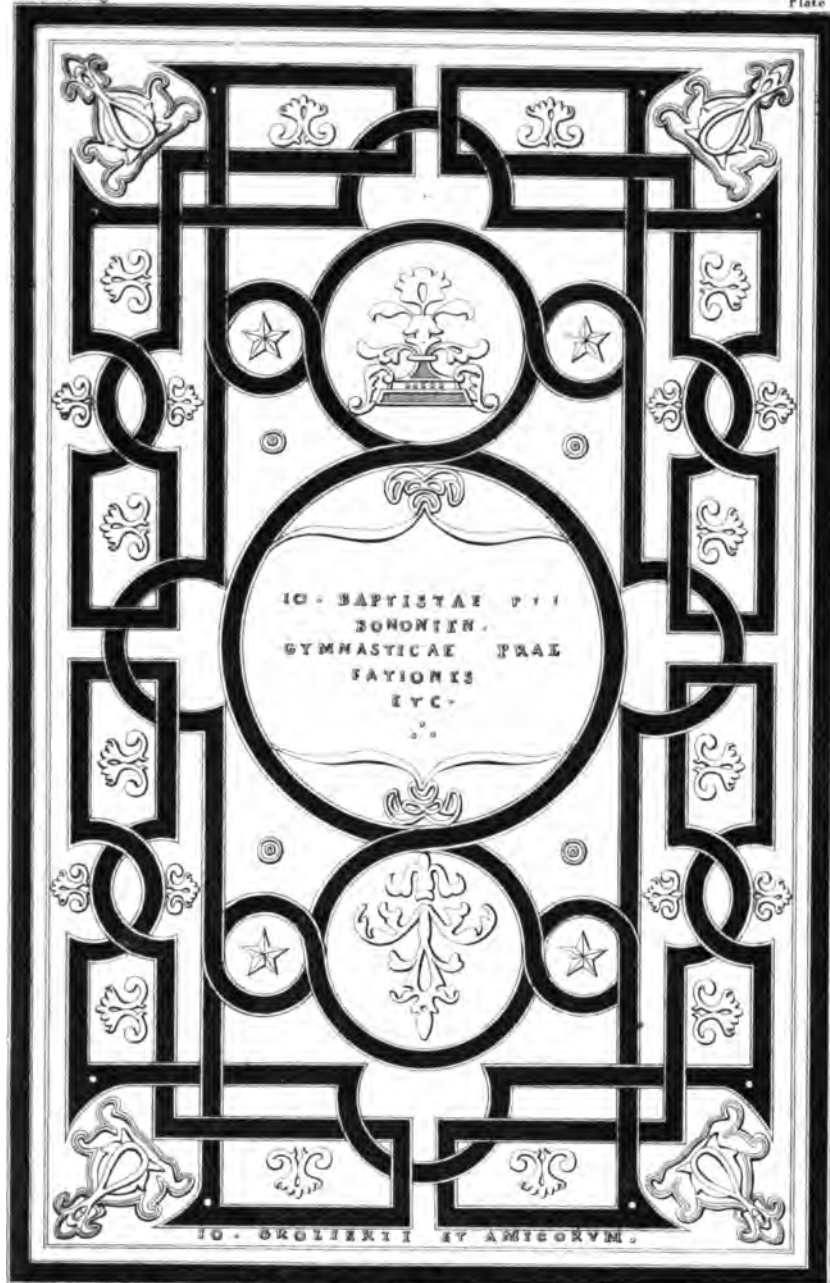 Plate
IO. BAPTISTAE PII
BONONIEN.
GYMNASTICAE PRAE
FATIONES
ETC.
IO. GROLIERII ET AMICORVM.